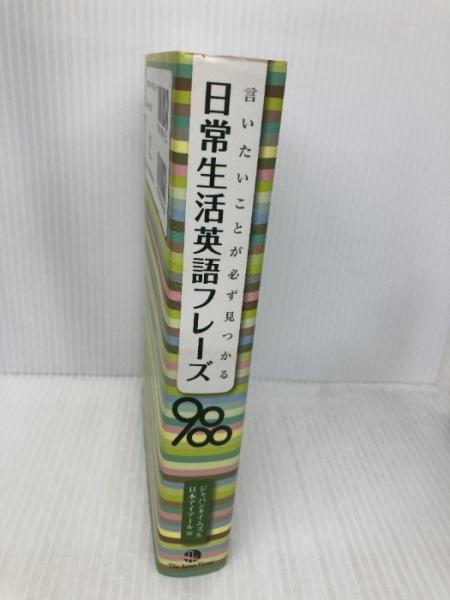 言いたいことが必ず見つかる
日常生活英語フレーズ
9800
ジャパンタイムズ&
日本アイアール 編
The Japan Times